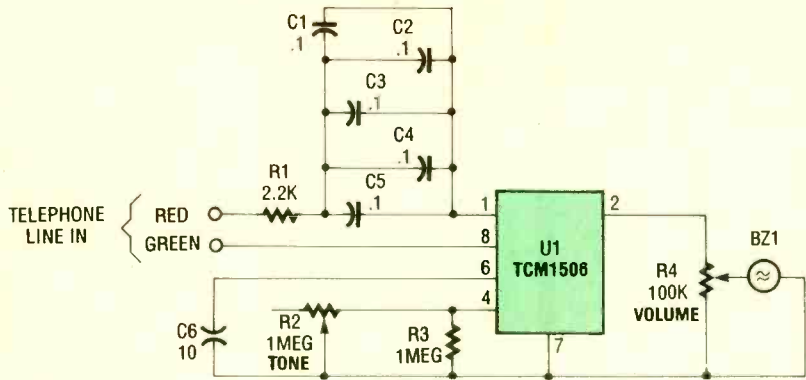 C1
.1
C2
.1
C3
.1
C4
.1
R1
2.2K
C5
.1
TELEPHONE
LINE IN
RED
GREEN
1
8
6
4
2
7
U1
TCM1506
R4
100K
VOLUME
BZ1
C6
10
R2
1MEG
TONE
R3
1MEG